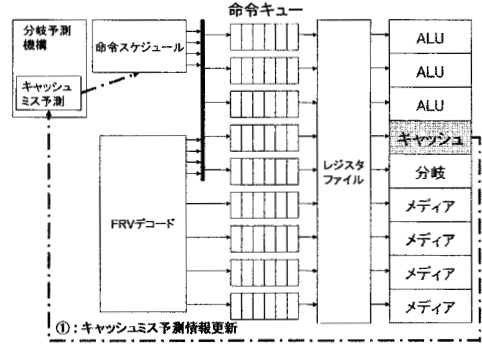 命令キュー
分岐予測
機構
キャッシュ
ミス予測
命令スケジュール
FRVデコード
レジスタ
ファイル
ALU
ALU
ALU
キャッシュ
分岐
メディア
メディア
メディア
メディア
①:キャッシュミス予測情報更新